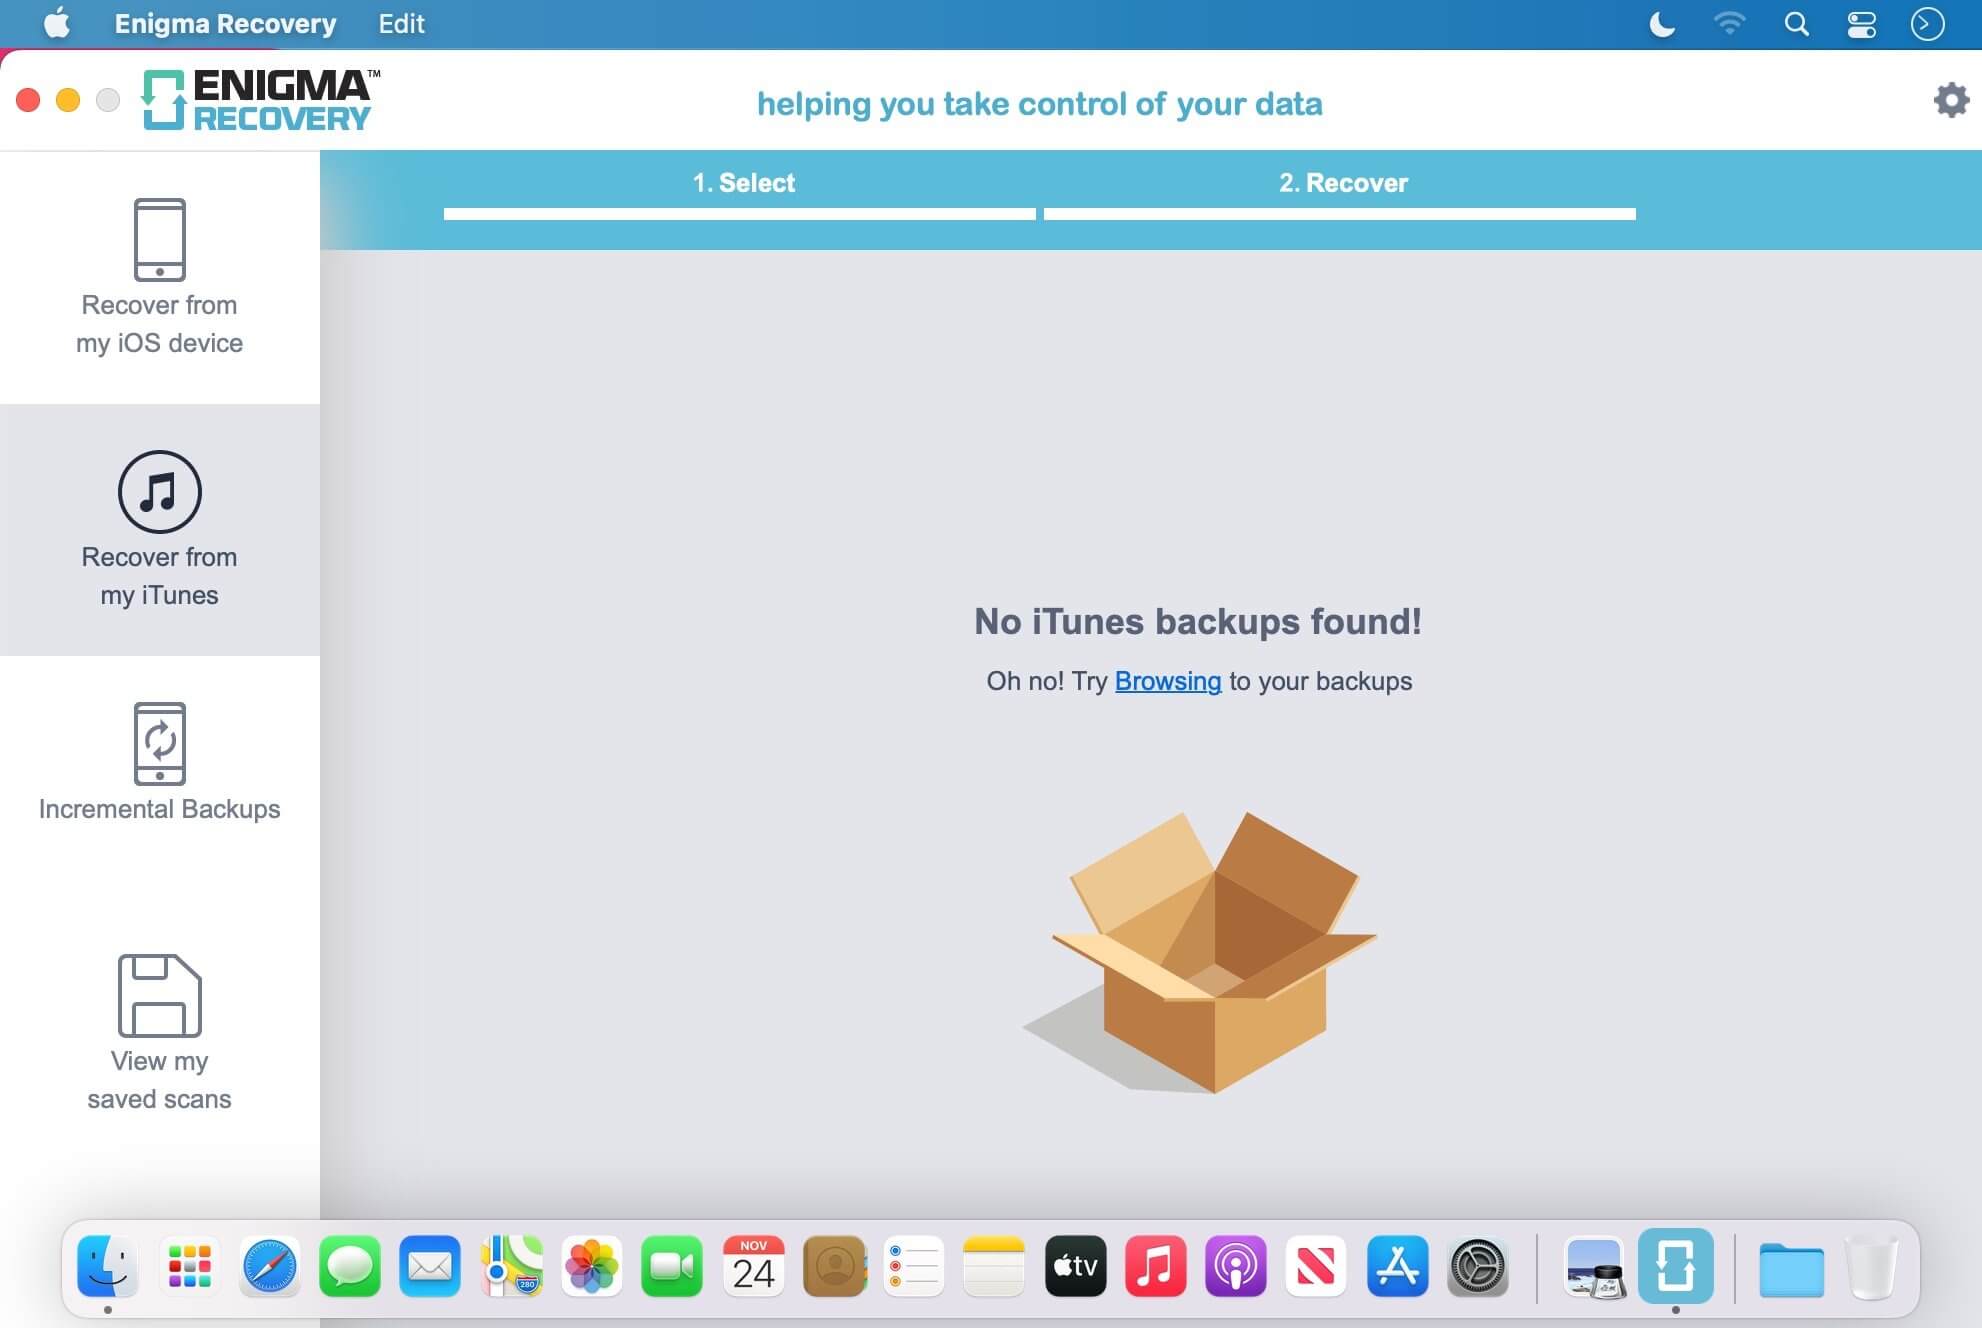 Enigma Recovery Edit
ENIGMA™
RECOVERY
helping you take control of your data
1. Select
2. Recover
Recover from
my iOS device
Recover from
my iTunes
Incremental Backups
View my
saved scans
No iTunes backups found!
Oh no! Try Browsing to your backups
280
NOV
24
tv